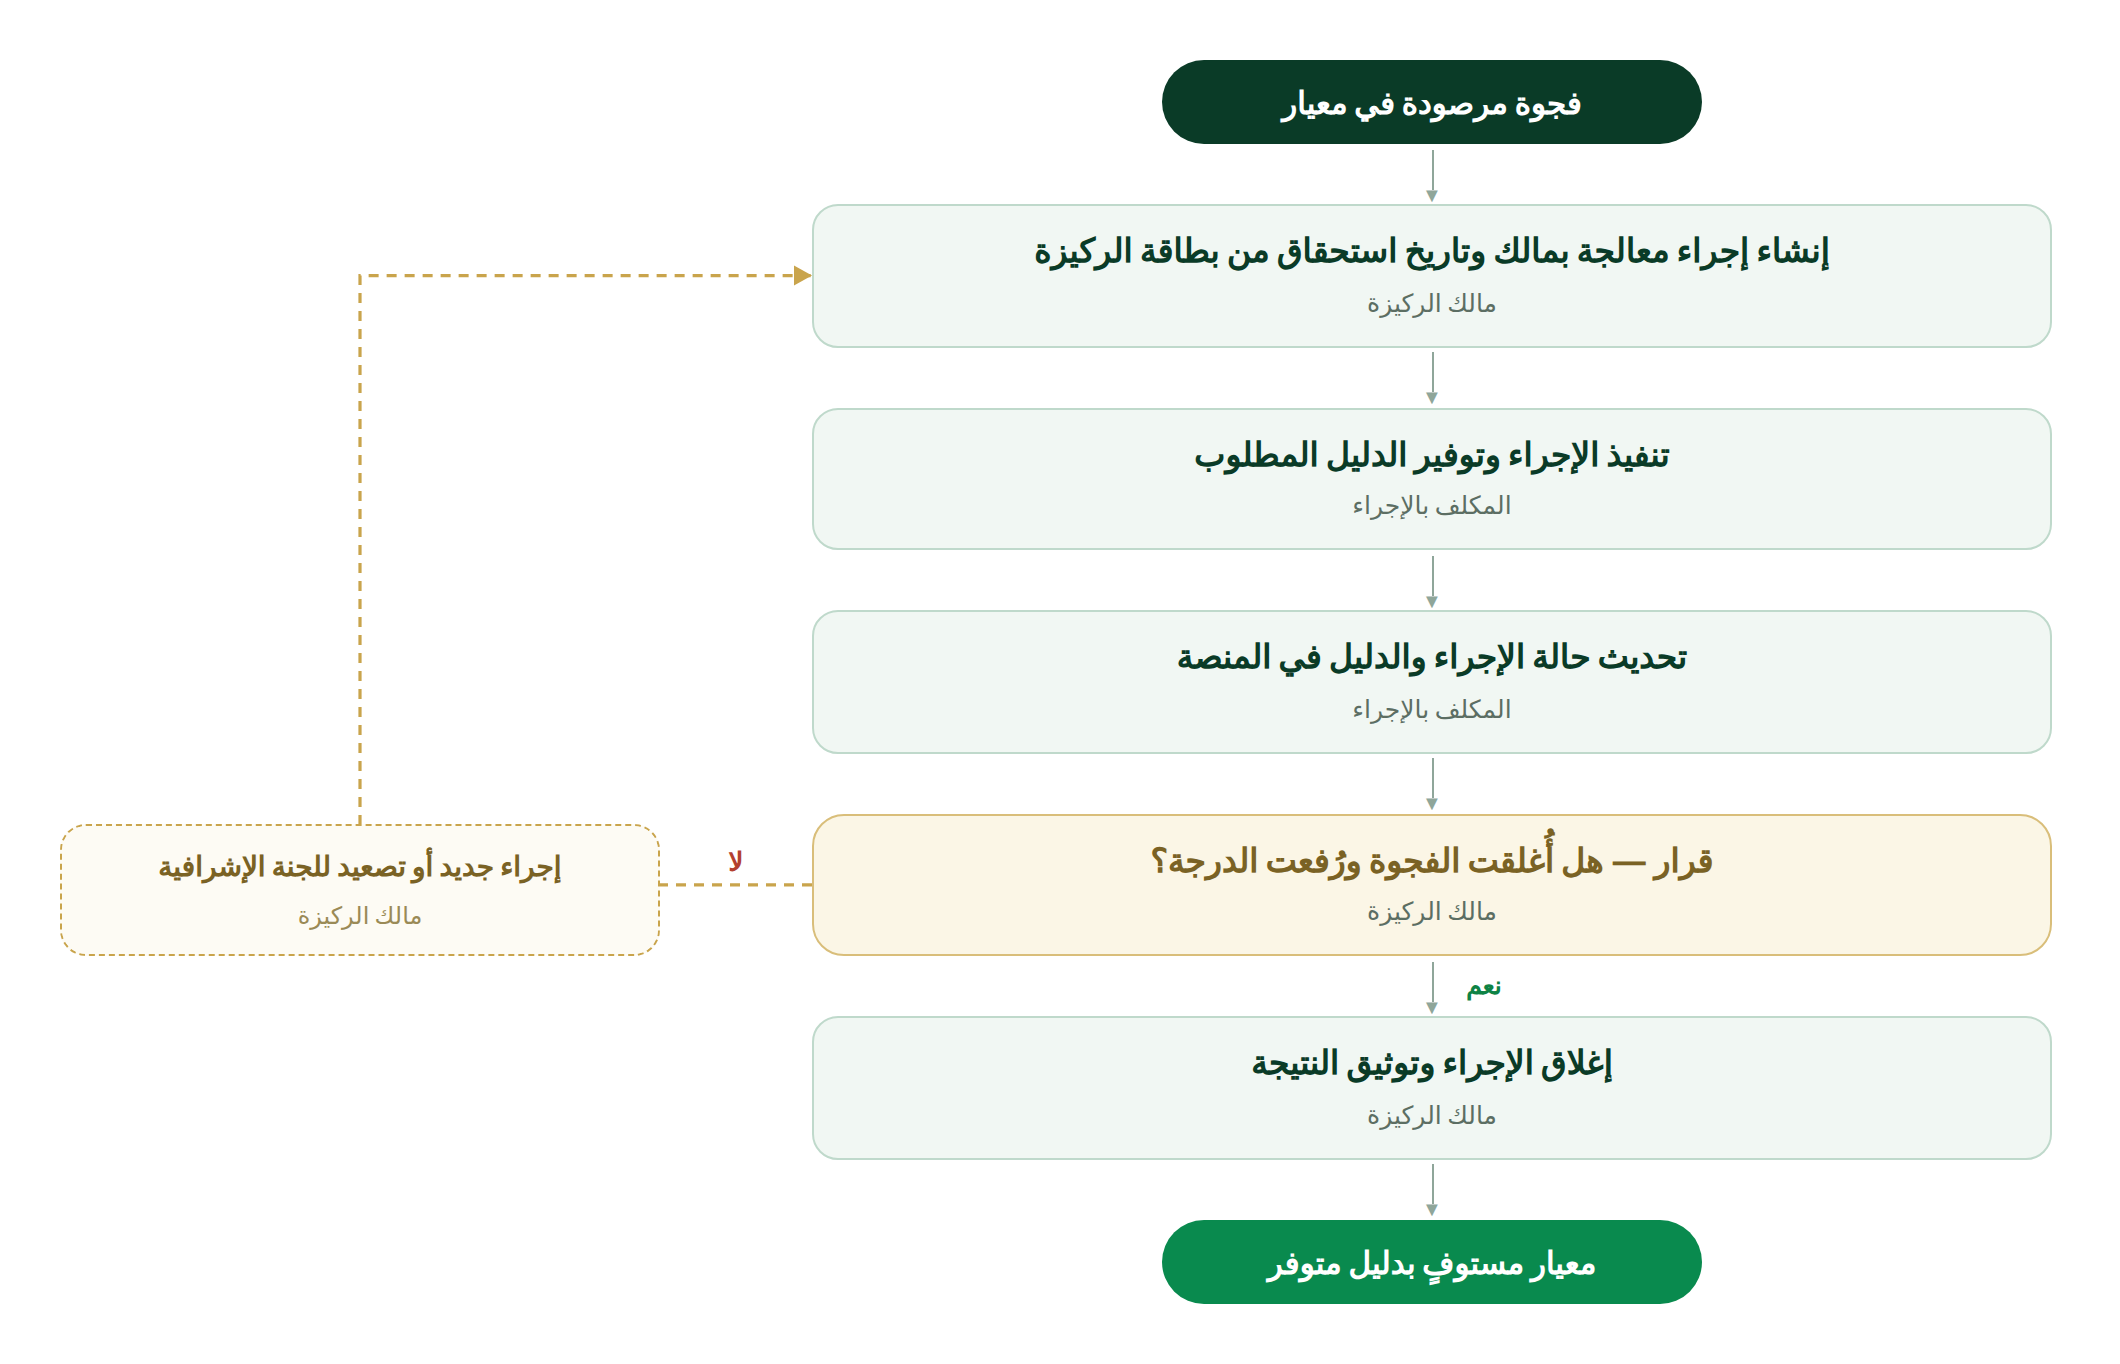 فجوة مرصودة في معيار
إنشاء إجراء معالجة بمالك وتاريخ استحقاق من بطاقة الركيزة
مالك الركيزة
تنفيذ الإجراء وتوفير الدليل المطلوب
المكلف بالإجراء
تحديث حالة الإجراء والدليل في المنصة
المكلف بالإجراء
قرار — هل أُغلقت الفجوة ورُفعت الدرجة؟
مالك الركيزة
لا
إجراء جديد أو تصعيد للجنة الإشرافية
مالك الركيزة
نعم
إغلاق الإجراء وتوثيق النتيجة
مالك الركيزة
معيار مستوفٍ بدليل متوفر